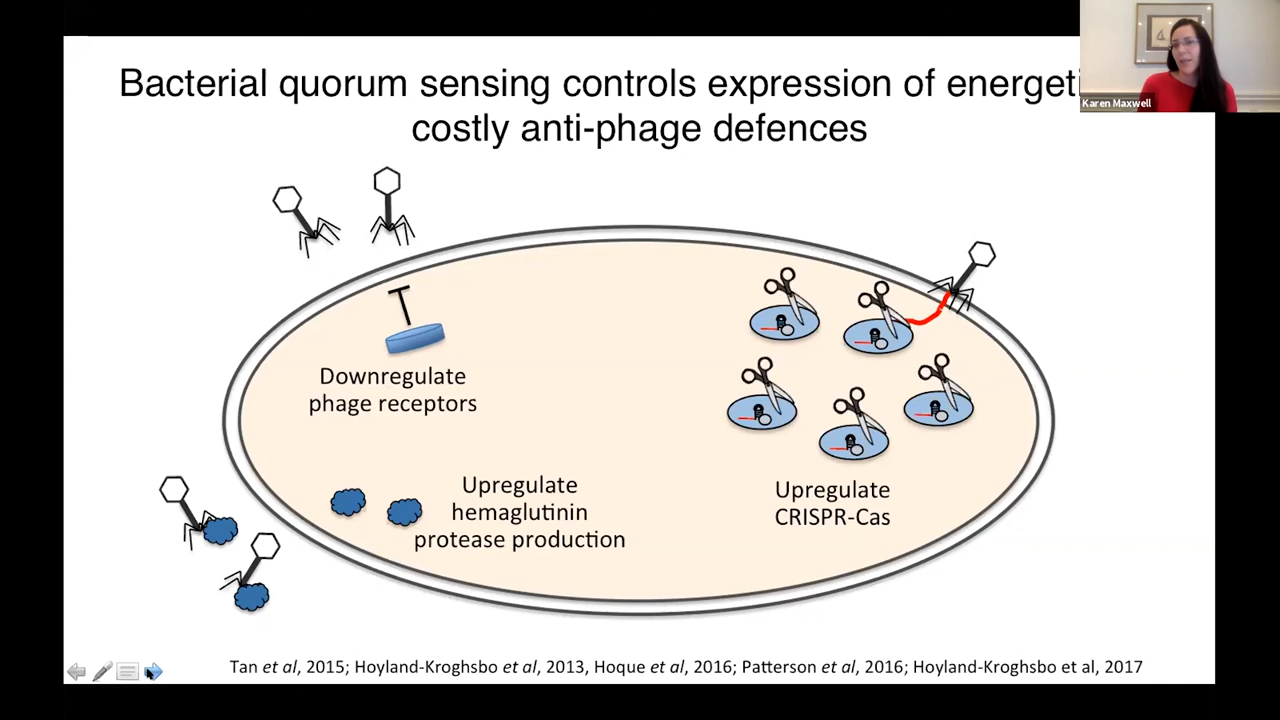 Bacterial quorum sensing controls expression of energeti
costly anti-phage defences
Karen Maxwell
Downregulate
phage receptors
Upregulate
hemaglutinin
protease production
Upregulate
CRISPR-Cas
Tan et al, 2015; Hoyland-Kroghsbo et al, 2013, Hoque et al, 2016; Patterson et al, 2016; Hoyland-Kroghsbo et al, 2017